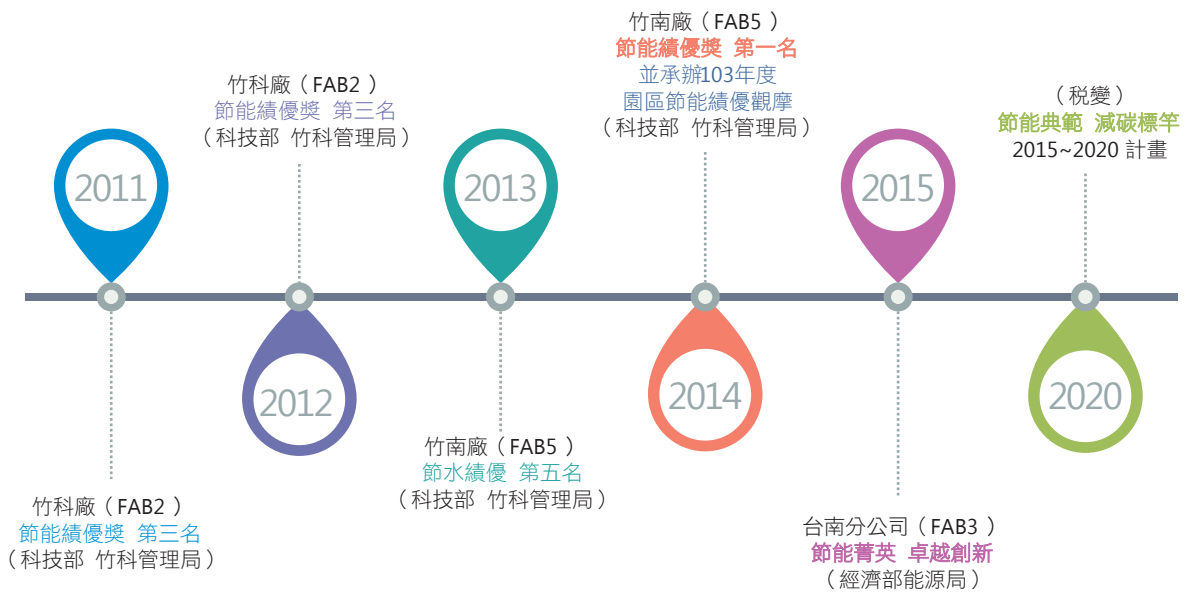 2011
竹科廠（FAB2）
節能績優獎 第三名
（科技部 竹科管理局）
竹科廠（FAB2）
節能績優獎 第三名
（科技部 竹科管理局）
2012
2013
竹南廠（FAB5）
節水績優 第五名
（科技部 竹科管理局）
竹南廠（FAB5）
節能績優獎 第一名
並承辦103年度
園區節能績優觀摩
（科技部 竹科管理局）
2014
2015
台南分公司（FAB3）
節能菁英 卓越創新
（經濟部能源局）
（税變）
節能典範 減碳標竿
2015~2020 計畫
2020